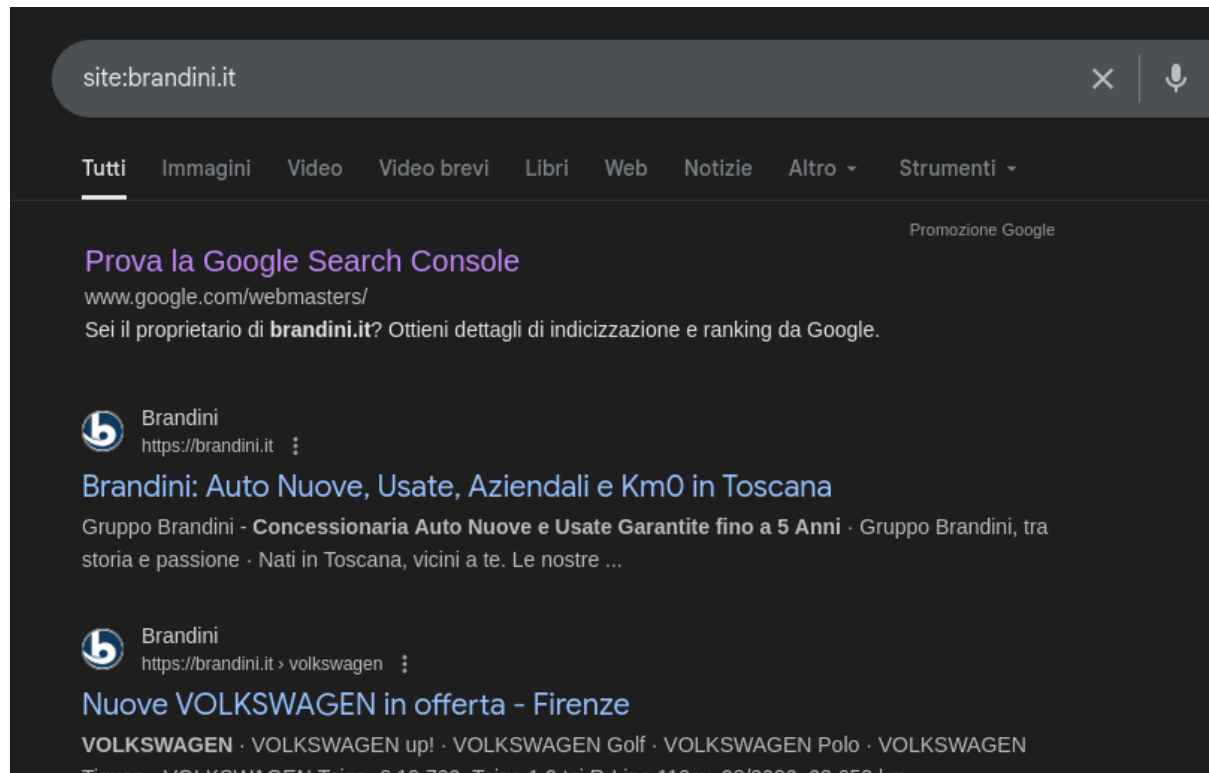 site:brandini.it
Tutti Immagini Video Video brevi Libri Web Notizie Altro Strumenti
Promozione Google
Prova la Google Search Console
www.google.com/webmasters/
Sei il proprietario di brandini.it? Ottieni dettagli di indicizzazione e ranking da Google.
Brandini
https://brandini.it
Brandini: Auto Nuove, Usate, Aziendali e Km0 in Toscana
Gruppo Brandini - Concessionaria Auto Nuove e Usate Garantite fino a 5 Anni · Gruppo Brandini, tra
storia e passione · Nati in Toscana, vicini a te. Le nostre ...
Brandini
https://brandini.it › volkswagen
Nuove VOLKSWAGEN in offerta - Firenze
VOLKSWAGEN · VOLKSWAGEN up! · VOLKSWAGEN Golf · VOLKSWAGEN Polo · VOLKSWAGEN